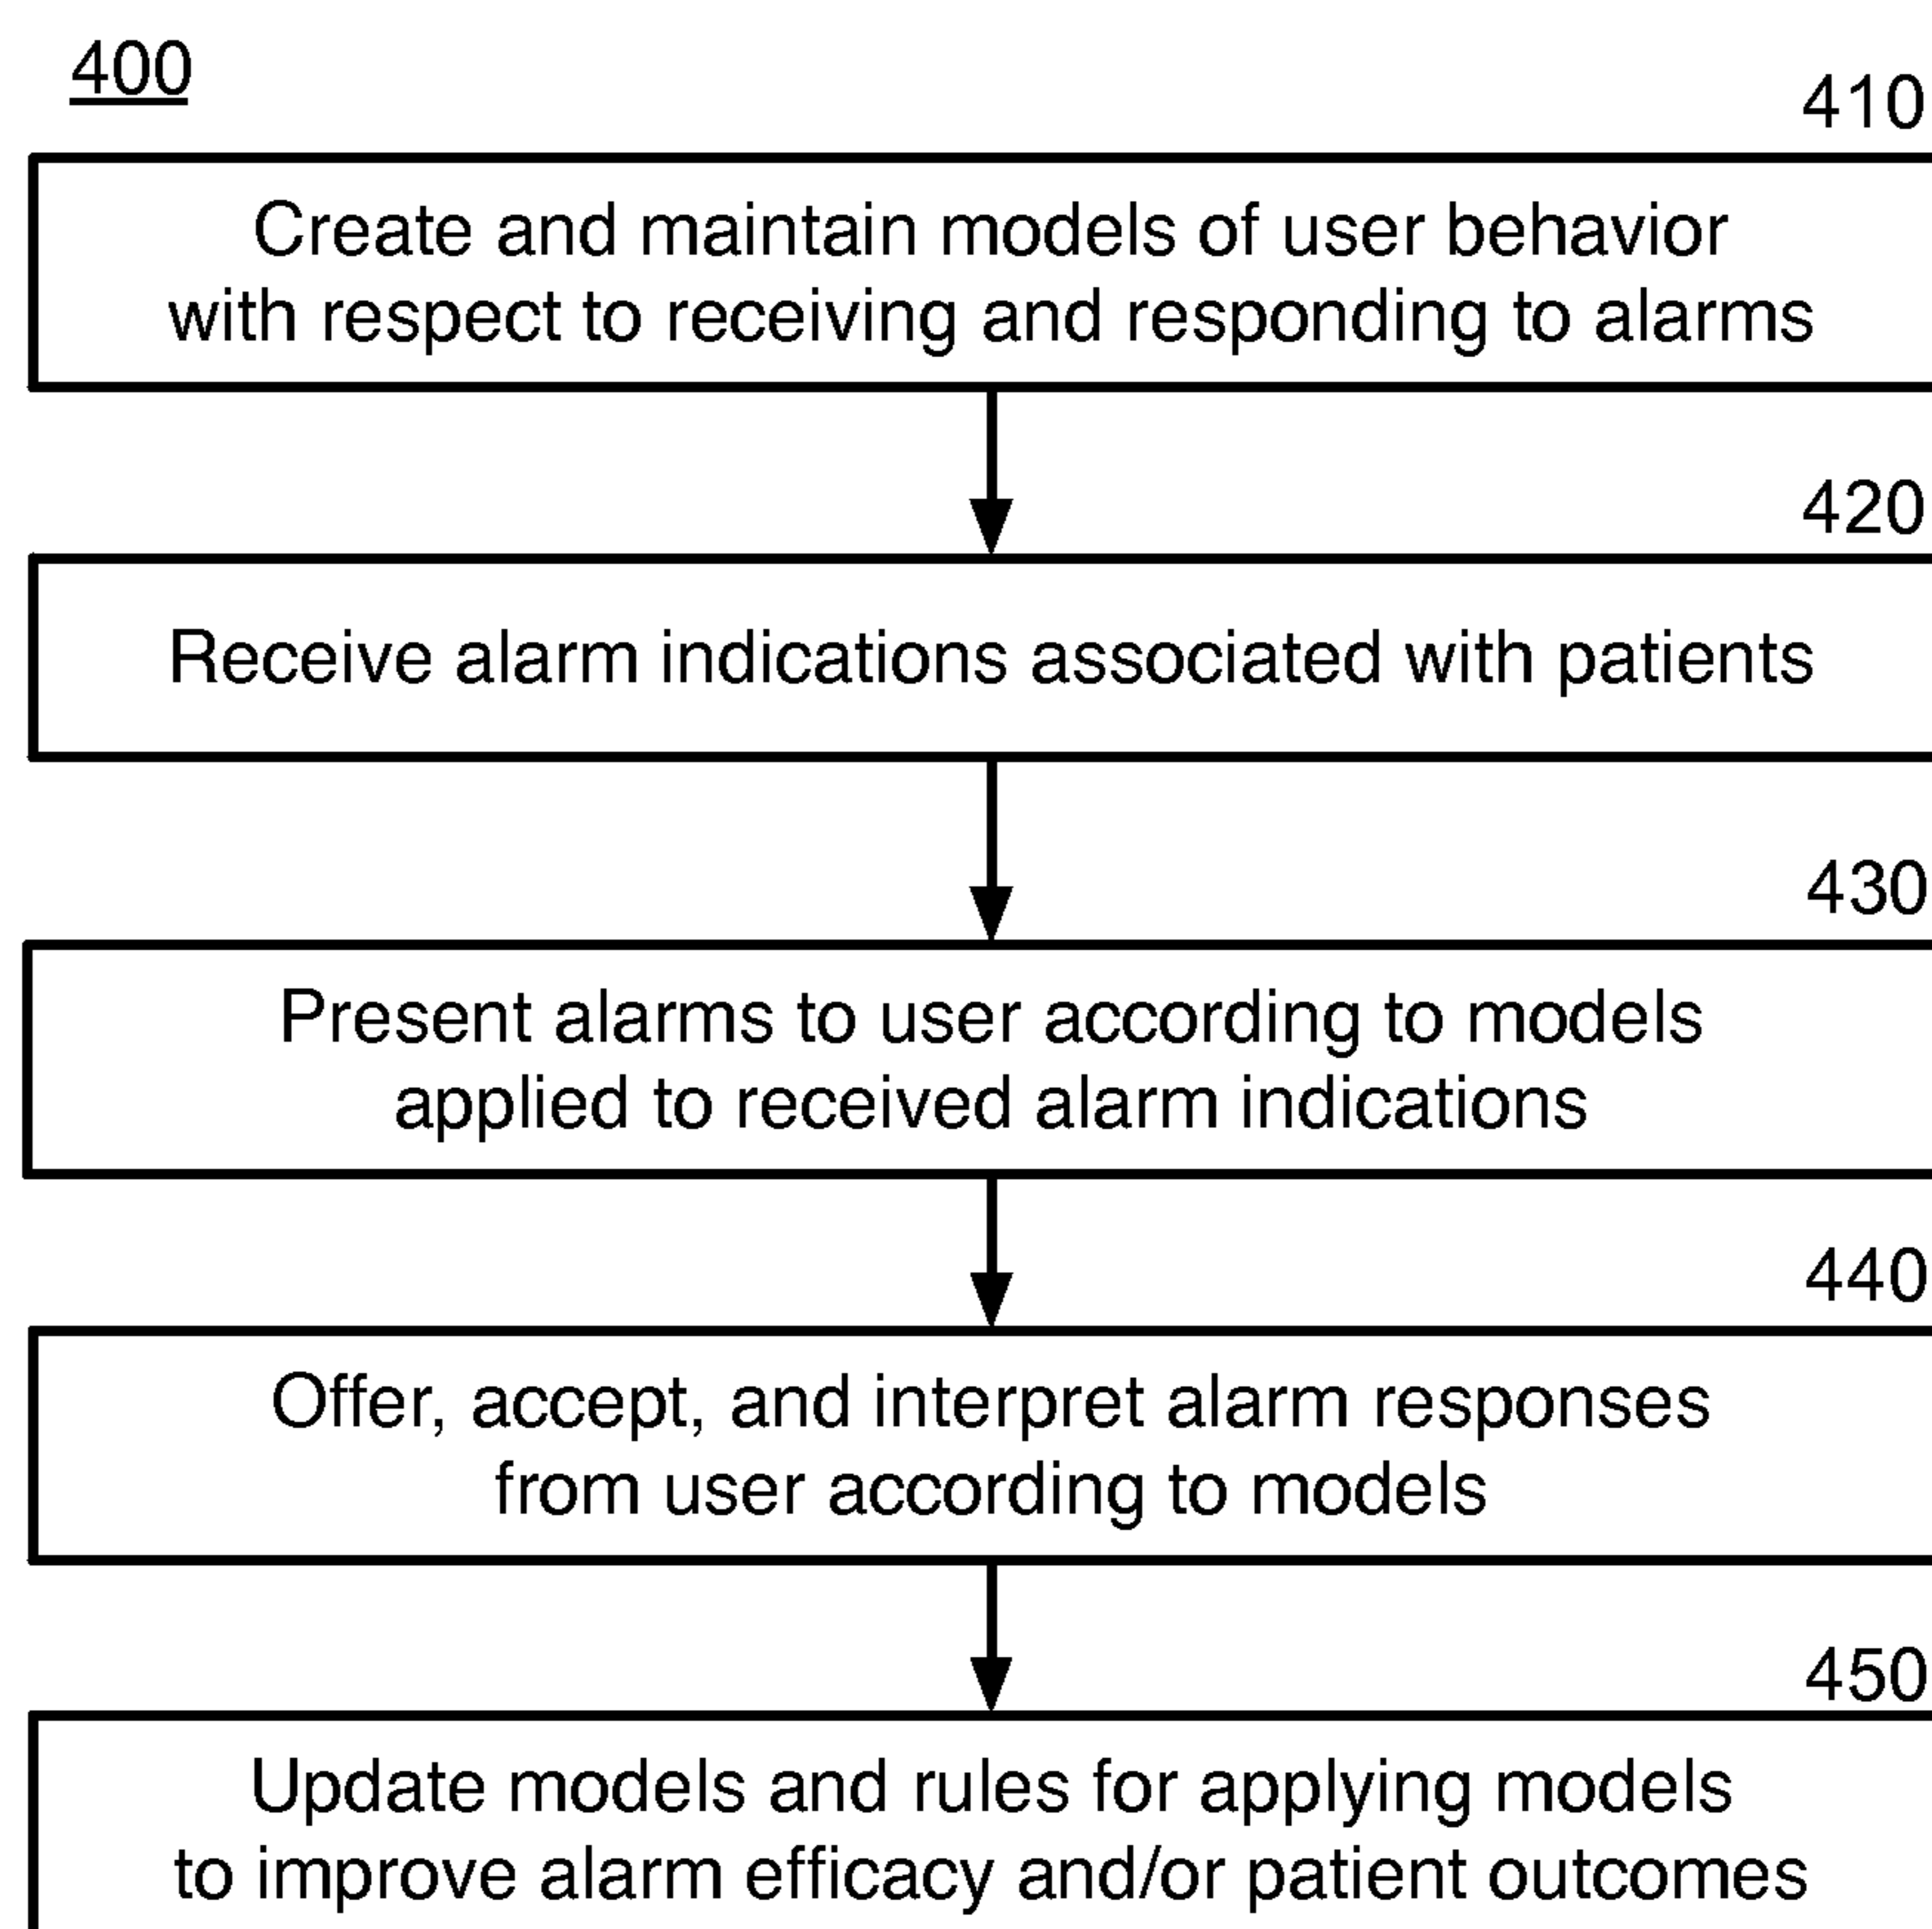 400
410
Create and maintain models of user behavior
with respect to receiving and responding to alarms
420
Receive alarm indications associated with patients
430
Present alarms to user according to models
applied to received alarm indications
440
Offer, accept, and interpret alarm responses
from user according to models
450
Update models and rules for applying models
to improve alarm efficacy and/or patient outcomes